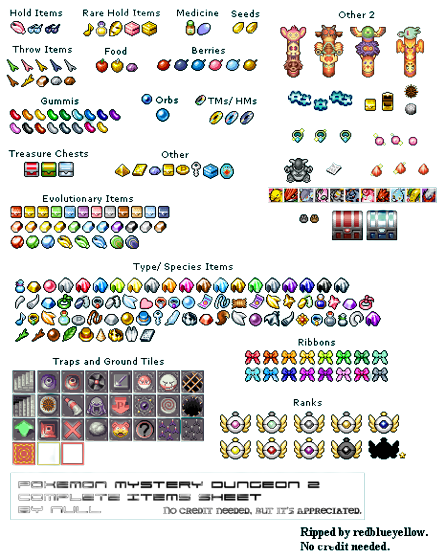 Hold Items
Rare Hold Items
Medicine
Seeds
Other 2
Throw Items
Food
Berries
Gummis
Orbs
TMs/ HMs
Treasure Chests
Other
Evolutionary Items
Type/ Species Items
Traps and Ground Tiles
Ribbons
Ranks
POKEMON MYSTERY DUNGEON 2
COMPLETE ITEMS SHEET
BY NULL
NO CREDIT NEEDED, BUT IT'S APPRECIATED.
Ripped by redblueyellow.
No credit needed.